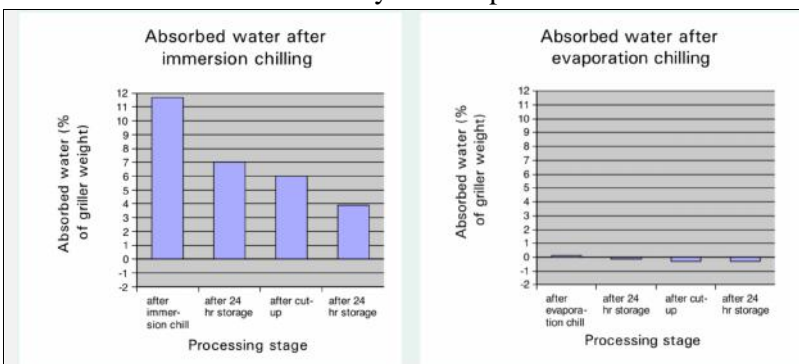 Absorbed water after
immersion chilling
Absorbed water (%
of griller weight)
12
11
10
9
8
7
6
5
4
3
2
1
0
-1
-2
after
immer-
sion chill
after 24
hr storage
after cut-
up
after 24
hr storage
Processing stage
Absorbed water after
evaporation chilling
Absorbed water (%
of griller weight)
12
11
10
9
8
7
6
5
4
3
2
1
0
-1
-2
after
evapora-
tion chill
after 24
hr storage
after cut-
up
after 24
hr storage
Processing stage